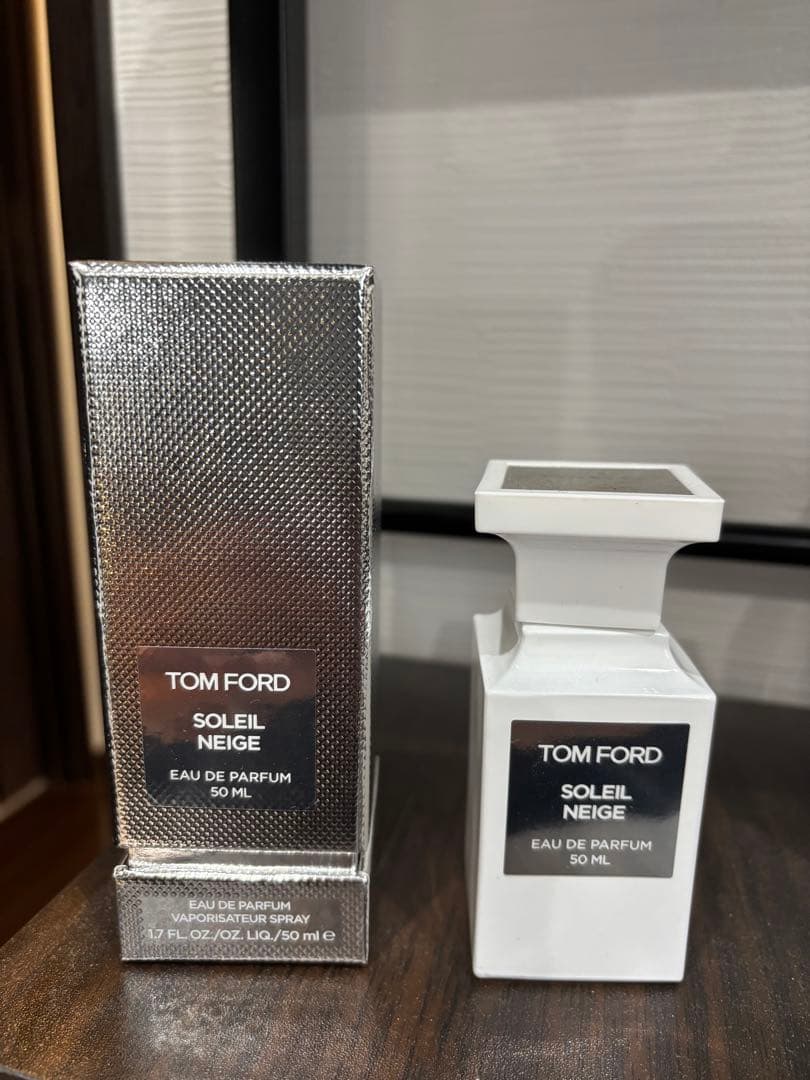 TOM FORD
SOLEIL
NEIGE
EAU DE PARFUM
50 ML
EAU DE PARFUM
VAPORISATEUR SPRAY
1.7 FL. OZ./OZ. LIQ./50 ml ℮
TOM FORD
SOLEIL
NEIGE
EAU DE PARFUM
50 ML